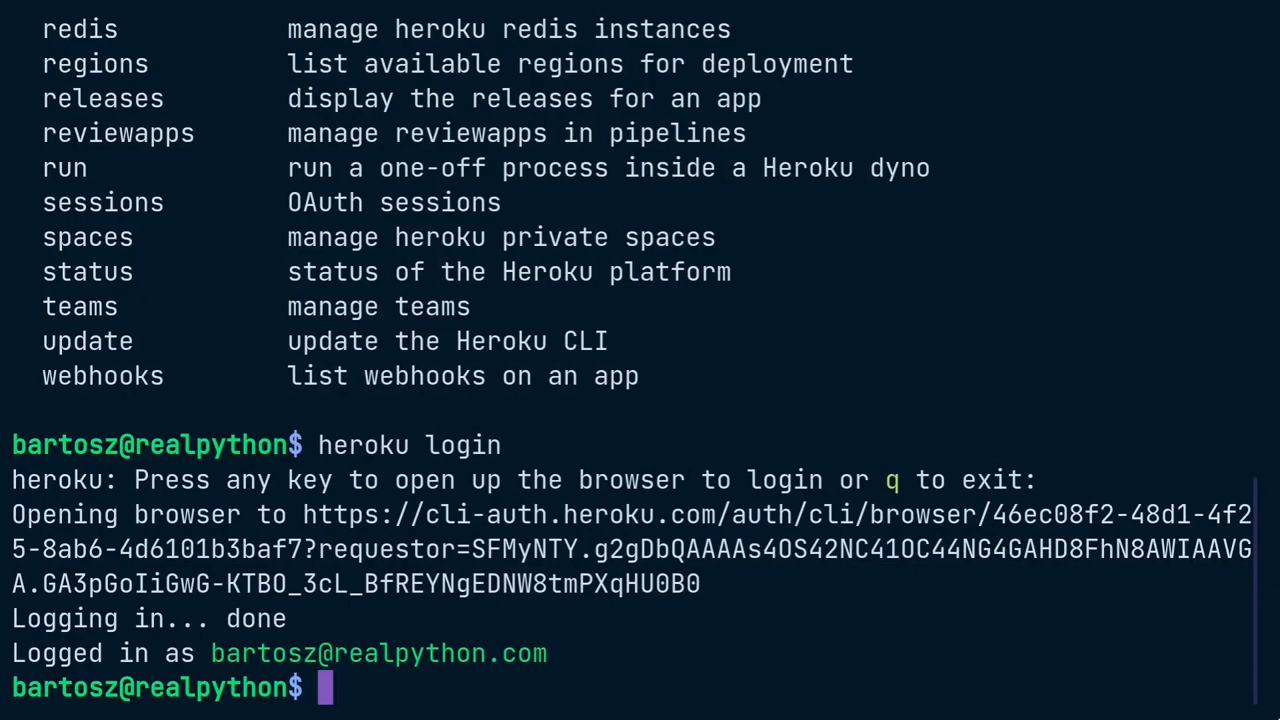 redis manage heroku redis instances
regions list available regions for deployment
releases display the releases for an app
reviewapps manage reviewapps in pipelines
run run a one-off process inside a Heroku dyno
sessions OAuth sessions
spaces manage heroku private spaces
status status of the Heroku platform
teams manage teams
update update the Heroku CLI
webhooks list webhooks on an app
bartosz@realpython$ heroku login
heroku: Press any key to open up the browser to login or q to exit:
Opening browser to https://cli-auth.heroku.com/auth/cli/browser/46ec08f2-48d1-4f2
5-8ab6-4d6101b3baf7?requestor=SFMyNTY.g2gDbQAAAAs4OS42NC41OC44NG4GAHD8FhN8AWIAAVG
A.GA3pGoIiGwG-KTBO_3cL_BfREYNgEDNW8tmPXqHU0B0
Logging in... done
Logged in as bartosz@realpython.com
bartosz@realpython$